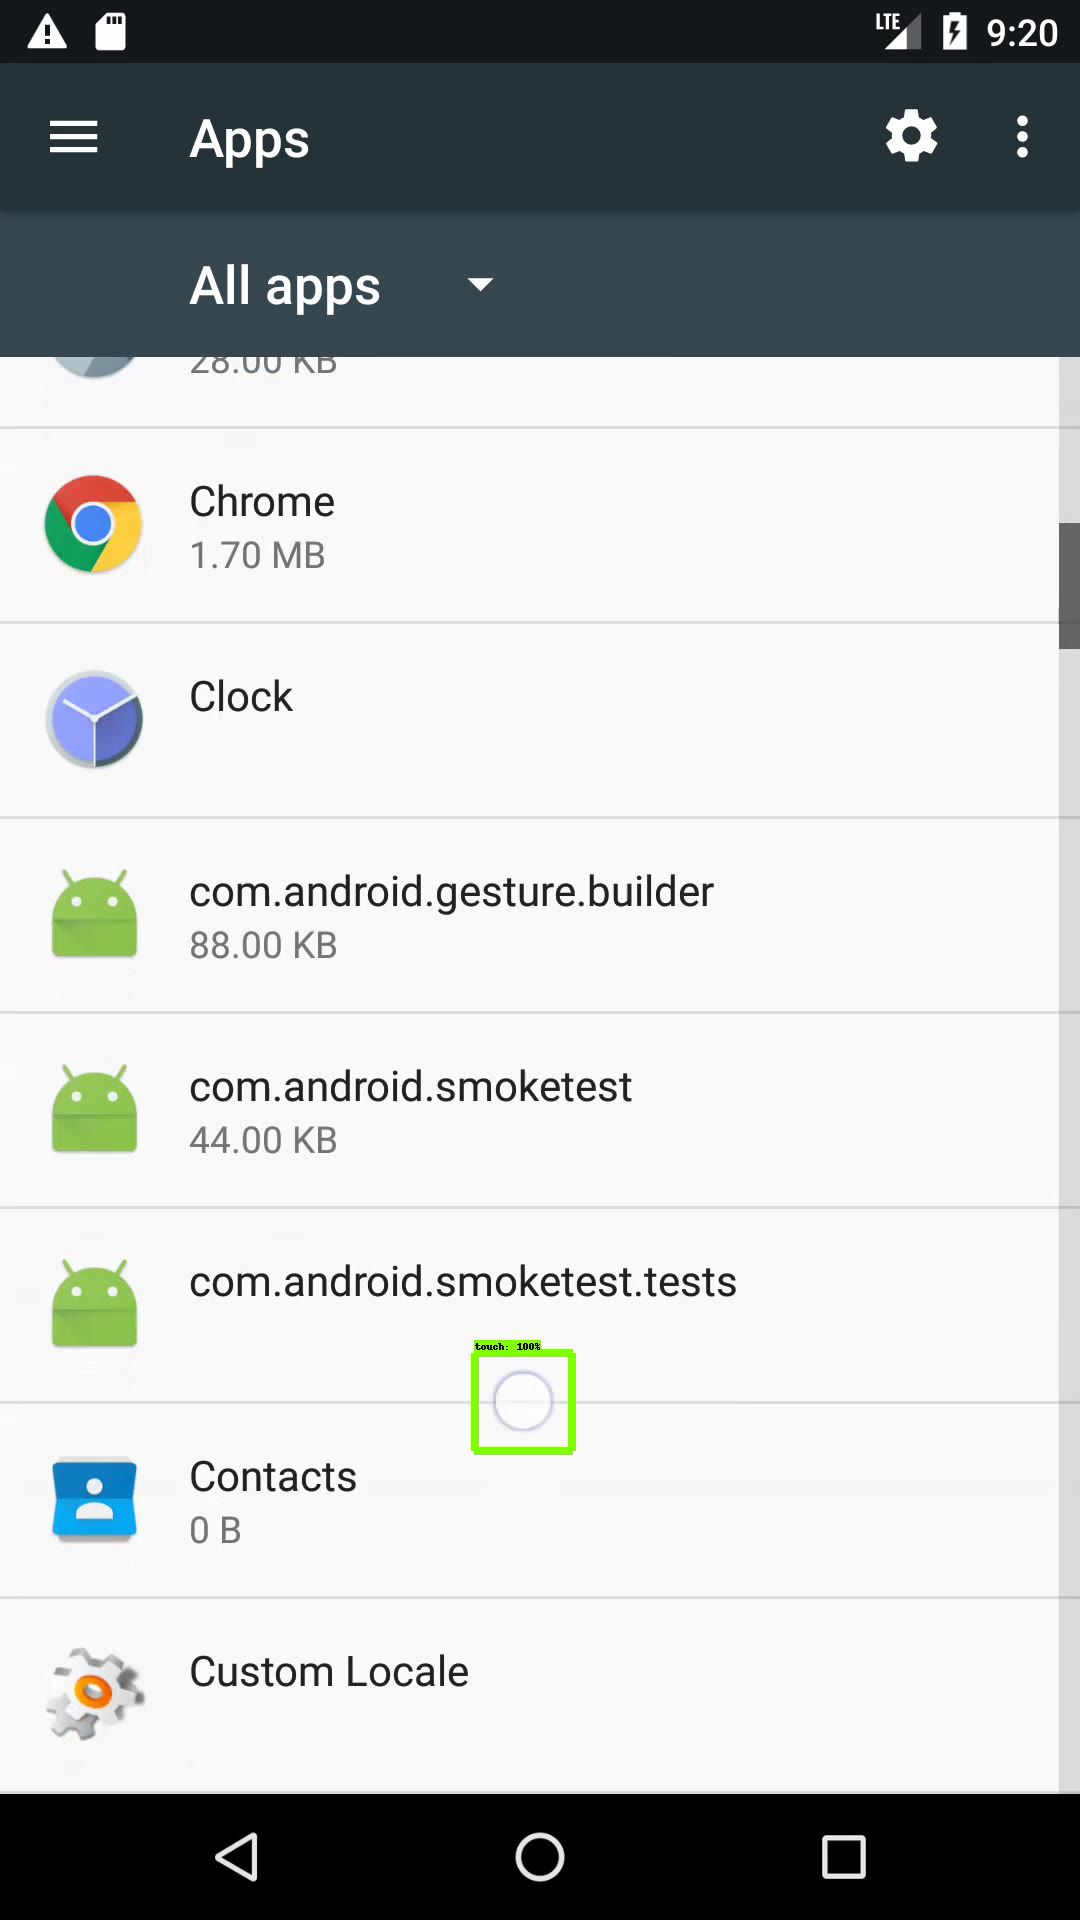 LTE 9:20
Apps
All apps
28.00 KB
Chrome
1.70 MB
Clock
com.android.gesture.builder
88.00 KB
com.android.smoketest
44.00 KB
com.android.smoketest.tests
touch: 100%
Contacts
0 B
Custom Locale